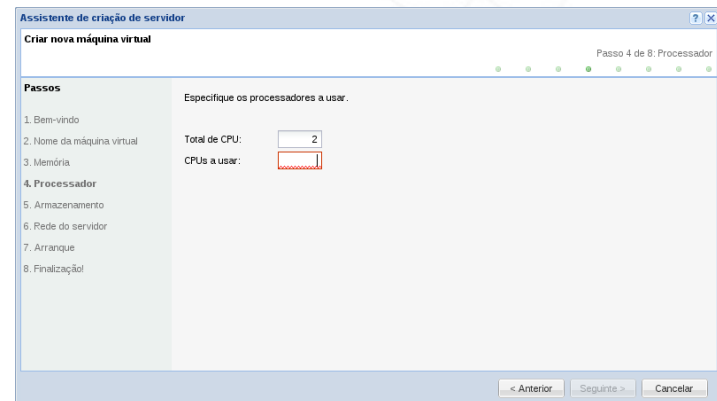 Assistente de criação de servidor
Criar nova máquina virtual
Passo 4 de 8: Processador
Passos
1. Bem-vindo
2. Nome da máquina virtual
3. Memória
4. Processador
5. Armazenamento
6. Rede do servidor
7. Arranque
8. Finalização!
Especifique os processadores a usar.
Total de CPU: 2
CPUs a usar:
< Anterior Seguinte > Cancelar